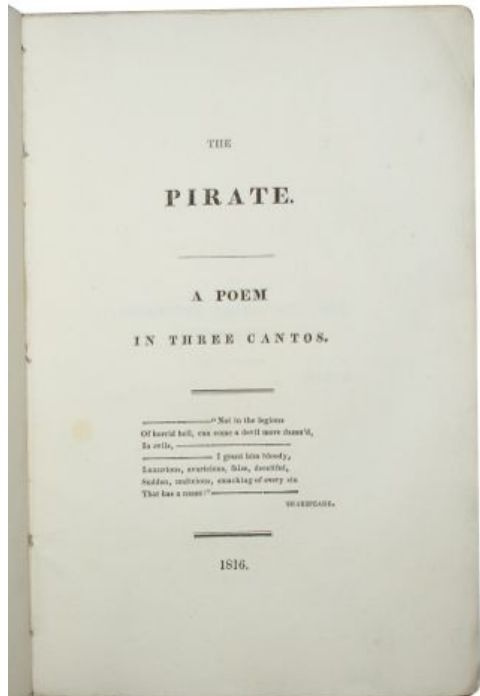 THE
PIRATE.
A POEM
IN THREE CANTOS.
"Not in the legions
Of horrid hell, can come a devil more damn'd,
In evils,
I grant him bloody,
Luxurious, avaricious, false, deceitful,
Sudden, malicious, smacking of every sin
That has a name:"
SHAKSPEARE.
1816.